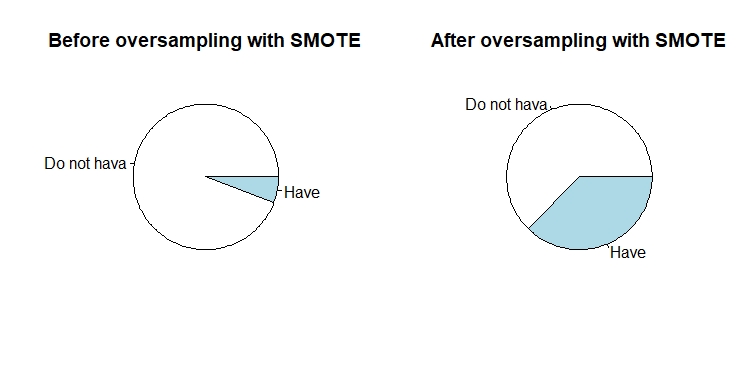 Before oversampling with SMOTE
Do not hava
Have
After oversampling with SMOTE
Do not hava
Have